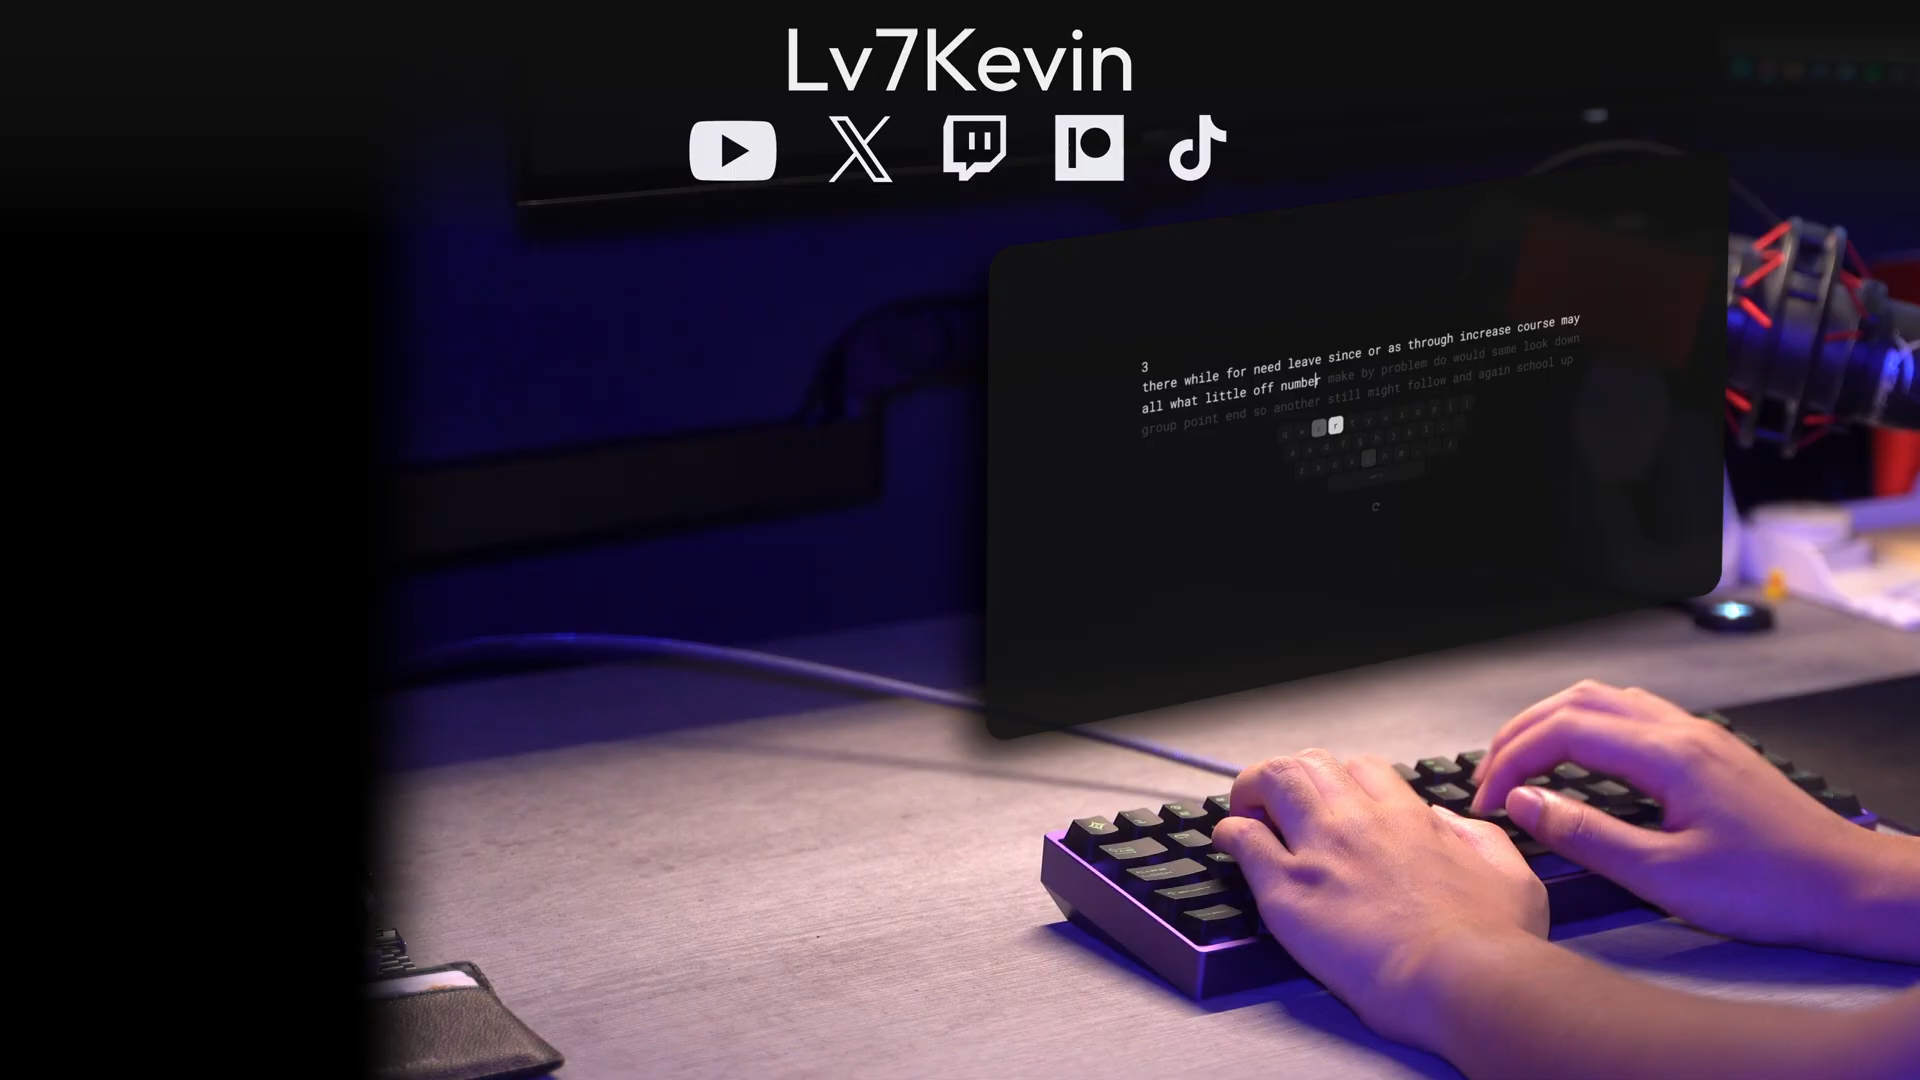 Lv7Kevin
3
there while for need leave since or as through increase course may
all what little off number make by problem do would same look down
group point end so another still might follow and again school up
r